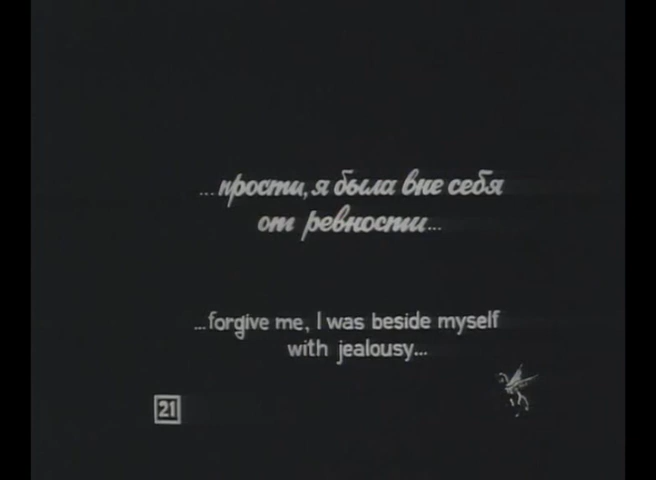 ...прости, я была вне себя
от ревности...
...forgive me, I was beside myself
with jealousy...
21